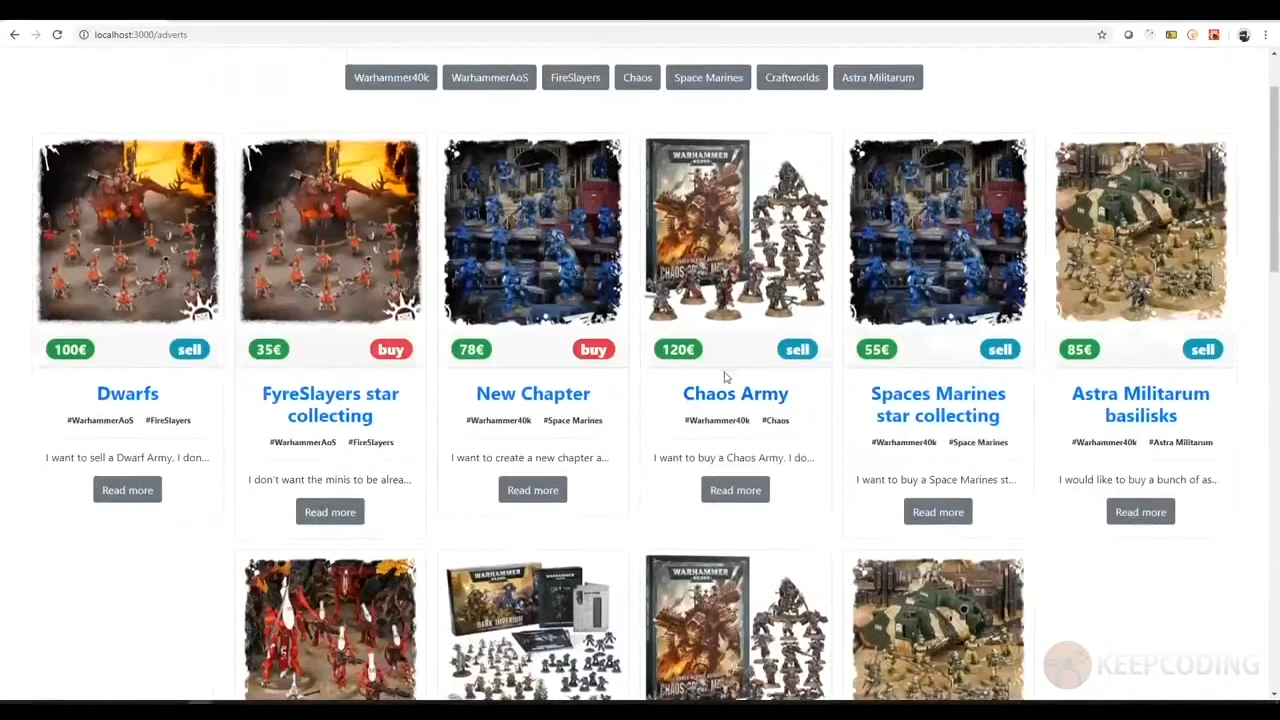 localhost:3000/adverts
Warhammer40k WarhammerAoS FireSlayers Chaos Space Marines Craftworlds Astra Militarum
WARHAMMER
100€ sell 35€ buy 78€ buy 120€ sell 55€ sell 85€ sell
Dwarfs
#WarhammerAoS #FireSlayers
I want to sell a Dwarf Army. I don...
Read more
FyreSlayers star
collecting
#WarhammerAoS #FireSlayers
I don't want the minis to be alrea...
Read more
New Chapter
#Warhammer40k #Space Marines
I want to create a new chapter a...
Read more
Chaos Army
#Warhammer40k #Chaos
I want to buy a Chaos Army. I do...
Read more
Spaces Marines
star collecting
#Warhammer40k #Space Marines
I want to buy a Space Marines st...
Read more
Astra Militarum
basilisks
#Warhammer40k #Astra Militarum
I would like to buy a bunch of as...
Read more
WARHAMMER
DARK IMPERIUM
WARHAMMER
KEEPCODING